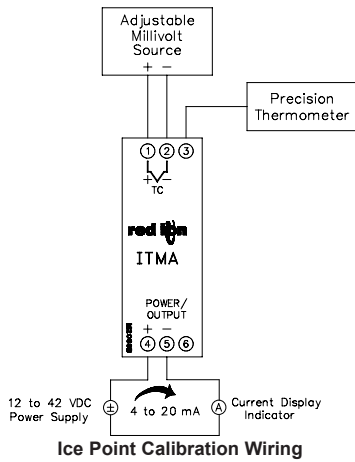 Adjustable
Millivolt
Source
+ −
Precision
Thermometer
1 2 3
+ −
TC
red lion
ITMA
POWER/
OUTPUT
+ −
4 5 6
12 to 42 VDC
Power Supply
±
4 to 20 mA
A
Current Display
Indicator
Ice Point Calibration Wiring